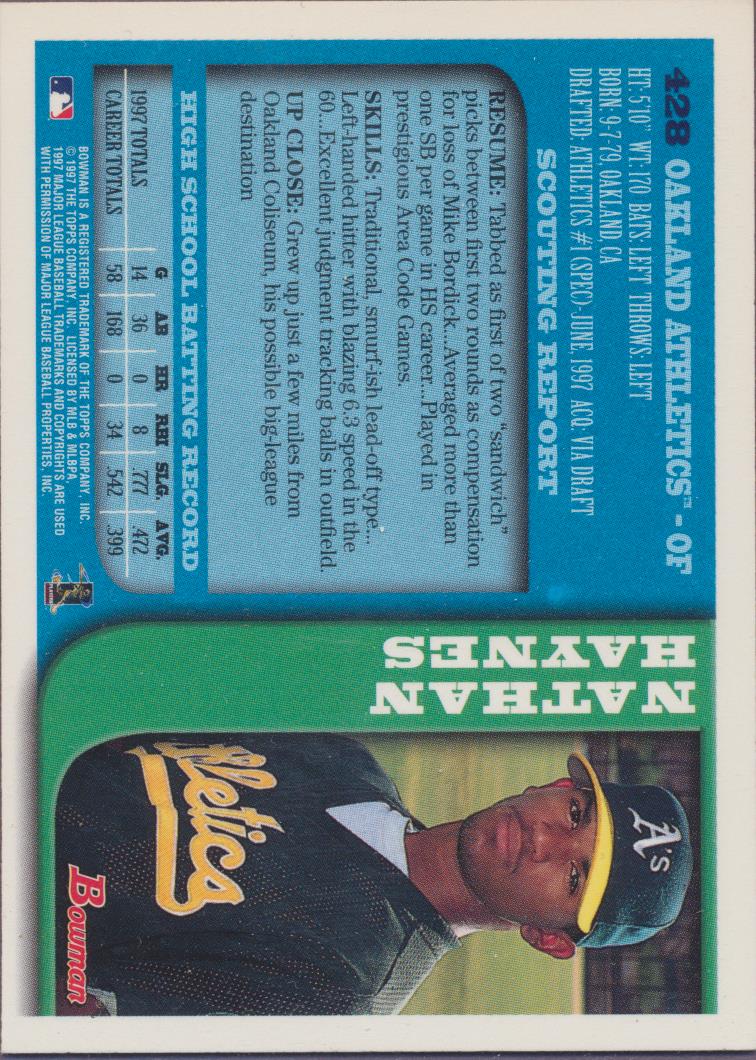 428 OAKLAND ATHLETICS™ - OF
HT: 5'10" WT: 170 BATS: LEFT THROWS: LEFT
BORN: 9-7-79, OAKLAND, CA
DRAFTED: ATHLETICS #1 (SPEC)-JUNE, 1997 ACQ: VIA DRAFT
SCOUTING REPORT
RESUME: Tabbed as first of two "sandwich"
picks between first two rounds as compensation
for loss of Mike Bordick...Averaged more than
one SB per game in HS career...Played in
prestigious Area Code Games.
SKILLS: Traditional, smurf-ish lead-off type...
Left-handed hitter with blazing 6.3 speed in the
60...Excellent judgment tracking balls in outfield.
UP CLOSE: Grew up just a few miles from
Oakland Coliseum, his possible big-league
destination
HIGH SCHOOL BATTING RECORD
G AB HR RBI SLG. AVG.
1997 TOTALS 14 36 0 8 .777 .472
CAREER TOTALS 58 168 0 34 .542 .399
BOWMAN IS A REGISTERED TRADEMARK OF THE TOPPS COMPANY, INC.
© 1997 THE TOPPS COMPANY, INC. LICENSED BY MLB & MLBPA
1997 MAJOR LEAGUE BASEBALL TRADEMARKS AND COPYRIGHTS ARE USED
WITH PERMISSION OF MAJOR LEAGUE BASEBALL PROPERTIES, INC.
NATHAN
HAYNES
A's
thletics
Bowman